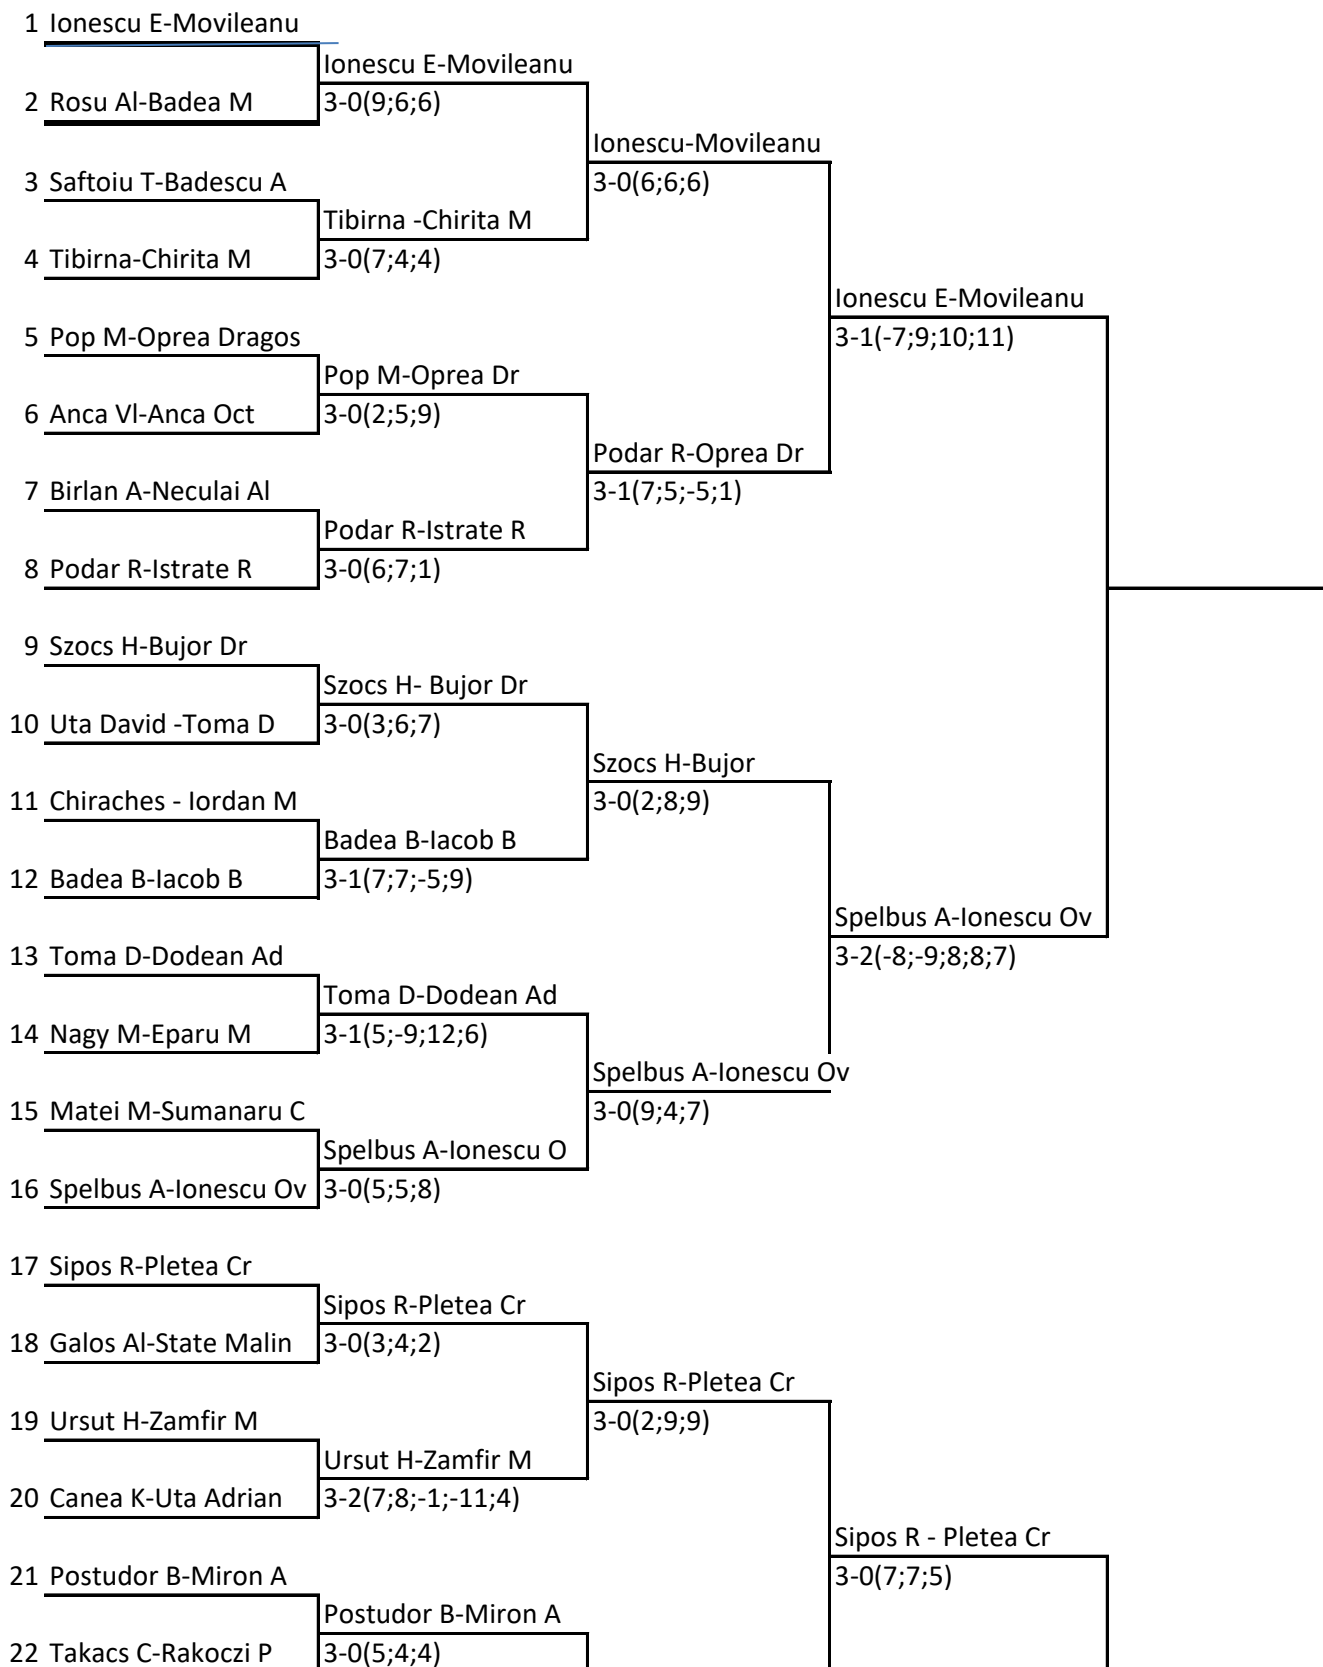 1 Ionescu E-Movileanu
Ionescu E-Movileanu
2 Rosu Al-Badea M
3-0(9;6;6)
Ionescu-Movileanu
3 Saftoiu T-Badescu A
3-0(6;6;6)
Tibirna -Chirita M
4 Tibirna-Chirita M
3-0(7;4;4)
Ionescu E-Movileanu
5 Pop M-Oprea Dragos
3-1(-7;9;10;11)
Pop M-Oprea Dr
6 Anca Vl-Anca Oct
3-0(2;5;9)
Podar R-Oprea Dr
7 Birlan A-Neculai Al
3-1(7;5;-5;1)
Podar R-Istrate R
8 Podar R-Istrate R
3-0(6;7;1)
9 Szocs H-Bujor Dr
Szocs H- Bujor Dr
10 Uta David -Toma D
3-0(3;6;7)
Szocs H-Bujor
11 Chiraches - Iordan M
3-0(2;8;9)
Badea B-Iacob B
12 Badea B-Iacob B
3-1(7;7;-5;9)
Spelbus A-Ionescu Ov
13 Toma D-Dodean Ad
3-2(-8;-9;8;8;7)
Toma D-Dodean Ad
14 Nagy M-Eparu M
3-1(5;-9;12;6)
Spelbus A-Ionescu Ov
15 Matei M-Sumanaru C
3-0(9;4;7)
Spelbus A-Ionescu O
16 Spelbus A-Ionescu Ov
3-0(5;5;8)
17 Sipos R-Pletea Cr
Sipos R-Pletea Cr
18 Galos Al-State Malin
3-0(3;4;2)
Sipos R-Pletea Cr
19 Ursut H-Zamfir M
3-0(2;9;9)
Ursut H-Zamfir M
20 Canea K-Uta Adrian
3-2(7;8;-1;-11;4)
Sipos R - Pletea Cr
21 Postudor B-Miron A
3-0(7;7;5)
Postudor B-Miron A
22 Takacs C-Rakoczi P
3-0(5;4;4)